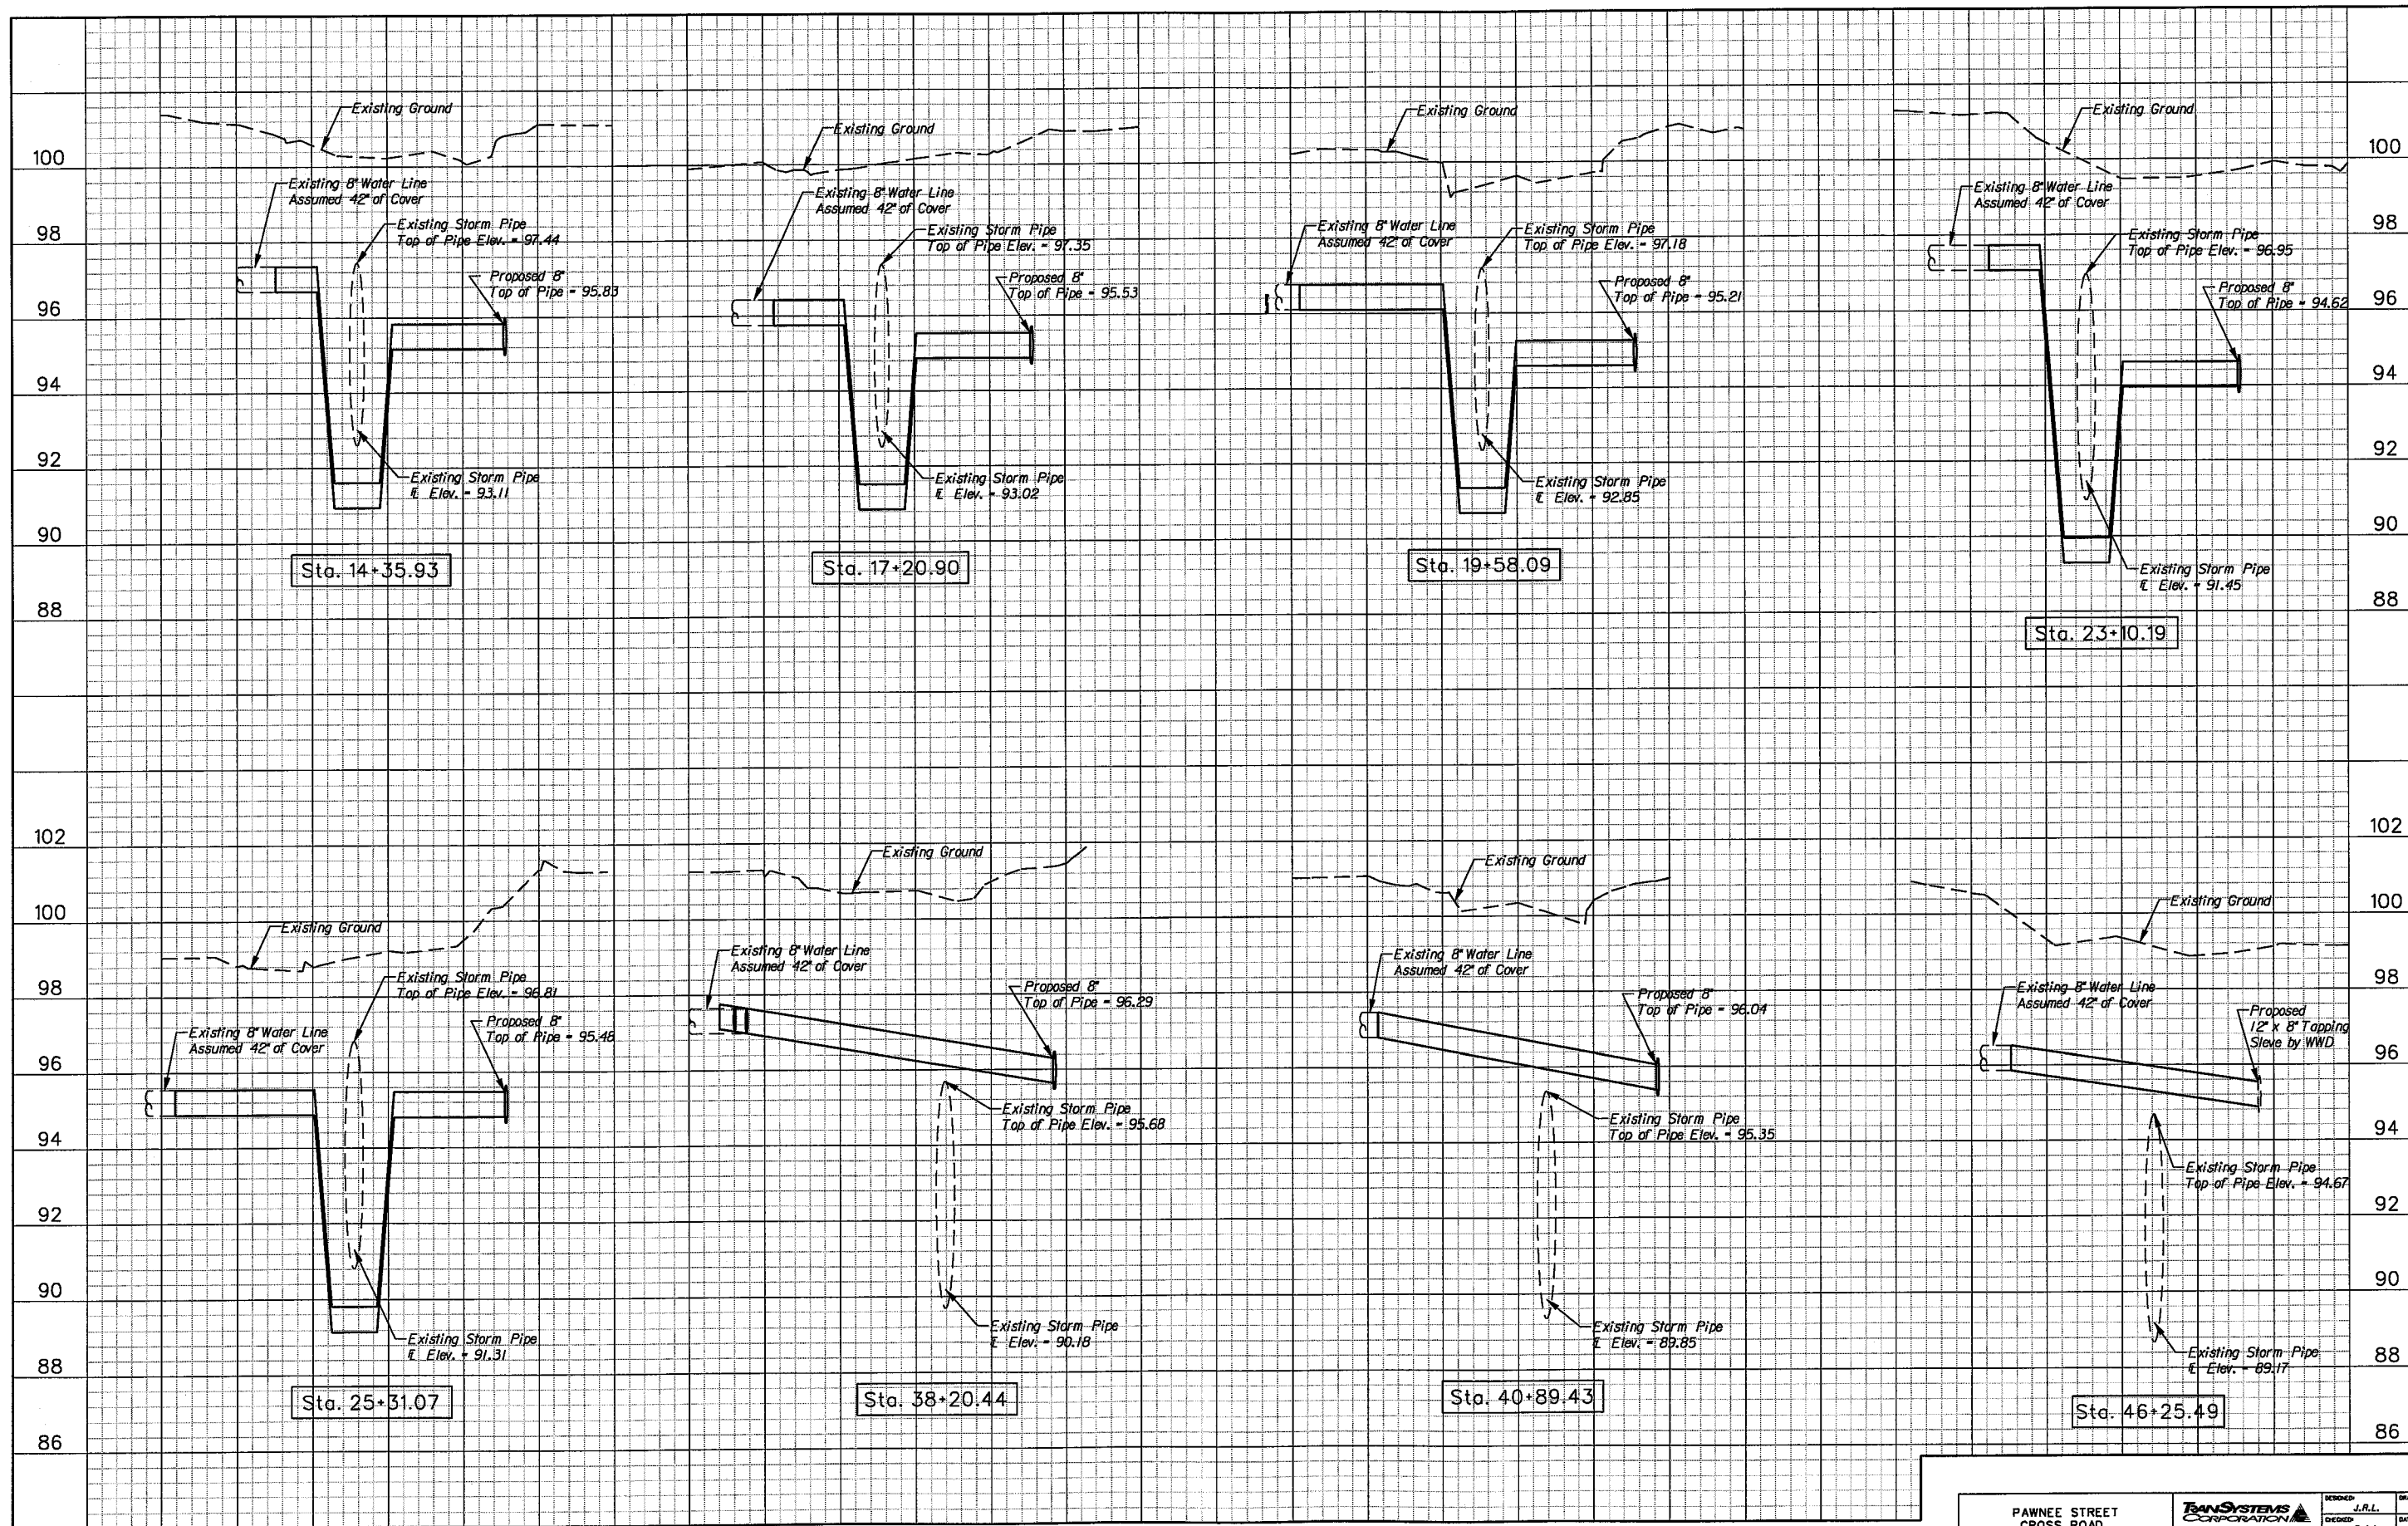 Existing Ground
Existing 8" Water Line
Assumed 42" of Cover
Existing Storm Pipe
Top of Pipe Elev. = 97.44
Proposed 8"
Top of Pipe = 95.83
Existing Storm Pipe
℄ Elev. = 93.11
Sta. 14+35.93
Existing Ground
Existing 8" Water Line
Assumed 42" of Cover
Existing Storm Pipe
Top of Pipe Elev. = 97.35
Proposed 8"
Top of Pipe = 95.53
Existing Storm Pipe
℄ Elev. = 93.02
Sta. 17+20.90
Existing Ground
Existing 8" Water Line
Assumed 42" of Cover
Existing Storm Pipe
Top of Pipe Elev. = 97.18
Proposed 8"
Top of Pipe = 95.21
Existing Storm Pipe
℄ Elev. = 92.85
Sta. 19+58.09
Existing Ground
Existing 8" Water Line
Assumed 42" of Cover
Existing Storm Pipe
Top of Pipe Elev. = 96.95
Proposed 8"
Top of Pipe = 94.62
Existing Storm Pipe
℄ Elev. = 91.45
Sta. 23+10.19
100
98
96
94
92
90
88
100
98
96
94
92
90
88
102
100
98
96
94
92
90
88
86
Existing Ground
Existing Storm Pipe
Top of Pipe Elev. = 96.81
Existing 8" Water Line
Assumed 42" of Cover
Proposed 8"
Top of Pipe = 95.48
Existing Storm Pipe
℄ Elev. = 91.31
Sta. 25+31.07
Existing Ground
Existing 8" Water Line
Assumed 42" of Cover
Proposed 8"
Top of Pipe = 96.29
Existing Storm Pipe
Top of Pipe Elev. = 95.68
Existing Storm Pipe
℄ Elev. = 90.18
Sta. 38+20.44
Existing Ground
Existing 8" Water Line
Assumed 42" of Cover
Proposed 8"
Top of Pipe = 96.04
Existing Storm Pipe
Top of Pipe Elev. = 95.35
Existing Storm Pipe
℄ Elev. = 89.85
Sta. 40+89.43
Existing Ground
Existing 8" Water Line
Assumed 42" of Cover
Proposed
12" x 8" Tapping
Sleve by WWD
Existing Storm Pipe
Top of Pipe Elev. = 94.67
Existing Storm Pipe
℄ Elev. = 89.17
Sta. 46+25.49
102
100
98
96
94
92
90
88
86
PAWNEE STREET
CROSS ROAD
TRANSYSTEMS
CORPORATION
DESIGNED:
J.R.L.
CHECKED: